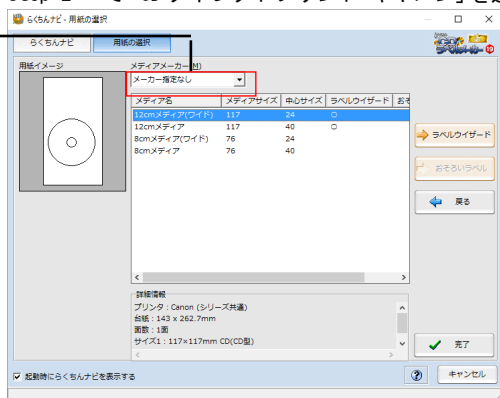 らくちんナビ - 用紙の選択
らくちんナビ
用紙の選択
用紙イメージ
メディアメーカー(M)
メーカー指定なし
メディア名 メディアサイズ 中心サイズ ラベルウイザード おそ
12cmメディア(ワイド) 117 24 ○
12cmメディア 117 40 ○
8cmメディア(ワイド) 76 24
8cmメディア 76 40
ラベルウイザード
おそろいラベル
戻る
詳細情報
プリンタ : Canon (シリーズ共通)
台紙 : 143 x 262.7mm
面数 : 1面
サイズ1 : 117×117mm CD(CD型)
完了
起動時にらくちんナビを表示する
キャンセル